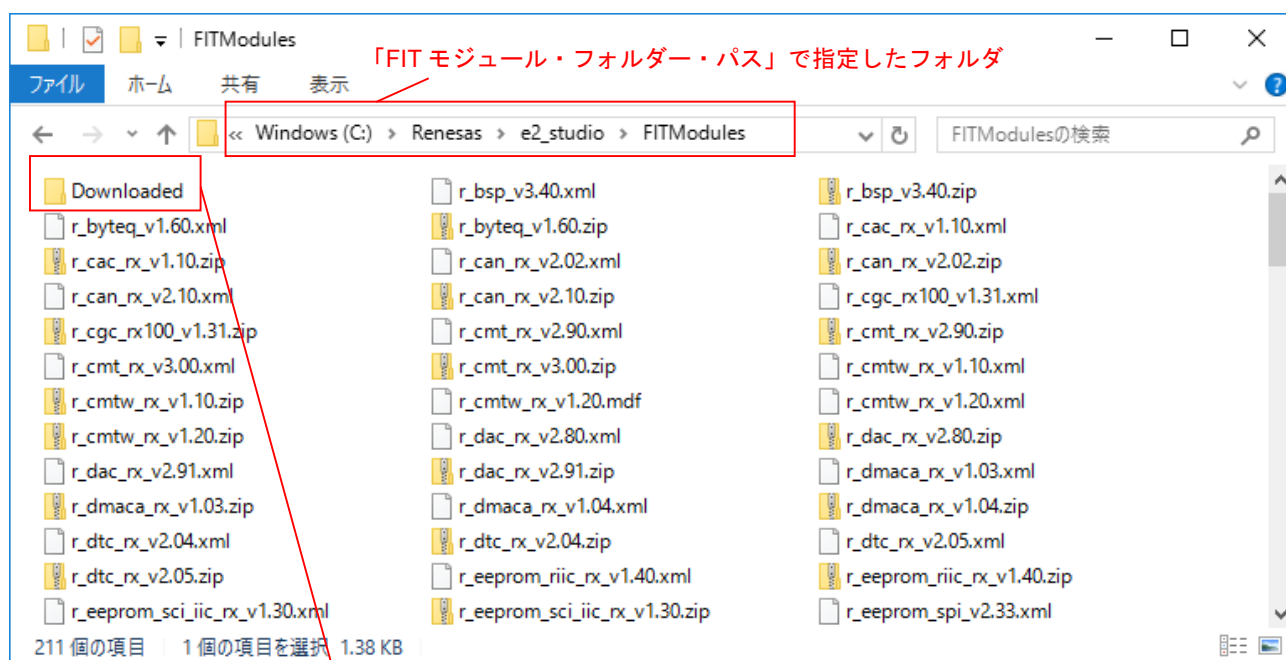 FITModules
「FIT モジュール・フォルダー・パス」で指定したフォルダ
ファイル ホーム 共有 表示
« Windows (C:) › Renesas › e2_studio › FITModules FITModulesの検索
Downloaded r_bsp_v3.40.xml r_bsp_v3.40.zip
r_byteq_v1.60.xml r_byteq_v1.60.zip r_cac_rx_v1.10.xml
r_cac_rx_v1.10.zip r_can_rx_v2.02.xml r_can_rx_v2.02.zip
r_can_rx_v2.10.xml r_can_rx_v2.10.zip r_cgc_rx100_v1.31.xml
r_cgc_rx100_v1.31.zip r_cmt_rx_v2.90.xml r_cmt_rx_v2.90.zip
r_cmt_rx_v3.00.xml r_cmt_rx_v3.00.zip r_cmtw_rx_v1.10.xml
r_cmtw_rx_v1.10.zip r_cmtw_rx_v1.20.mdf r_cmtw_rx_v1.20.xml
r_cmtw_rx_v1.20.zip r_dac_rx_v2.80.xml r_dac_rx_v2.80.zip
r_dac_rx_v2.91.xml r_dac_rx_v2.91.zip r_dmaca_rx_v1.03.xml
r_dmaca_rx_v1.03.zip r_dmaca_rx_v1.04.xml r_dmaca_rx_v1.04.zip
r_dtc_rx_v2.04.xml r_dtc_rx_v2.04.zip r_dtc_rx_v2.05.xml
r_dtc_rx_v2.05.zip r_eeprom_riic_rx_v1.40.xml r_eeprom_riic_rx_v1.40.zip
r_eeprom_sci_iic_rx_v1.30.xml r_eeprom_sci_iic_rx_v1.30.zip r_eeprom_spi_v2.33.xml
211 個の項目 1 個の項目を選択 1.38 KB